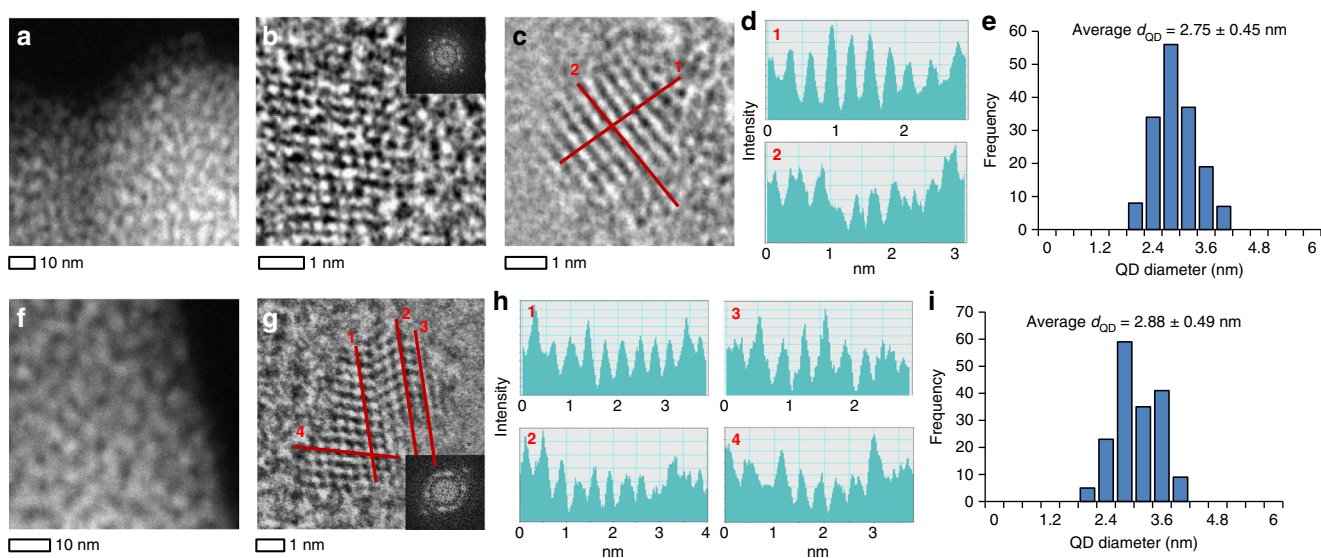 a
10 nm
b
1 nm
c
2
1
1 nm
d
1
0
1
2
Intensity
2
0
1
2
3
nm
e
Average dQD = 2.75 ± 0.45 nm
Frequency
60
50
40
30
20
10
0
0 1.2 2.4 3.6 4.8 6
QD diameter (nm)
f
10 nm
g
1
2
3
4
1 nm
h
1
0 1 2 3
3
0 1 2
Intensity
2
0 1 2 3 4
nm
4
0 1 2 3
nm
i
Average dQD = 2.88 ± 0.49 nm
Frequency
70
60
50
40
30
20
10
0
0 1.2 2.4 3.6 4.8 6
QD diameter (nm)